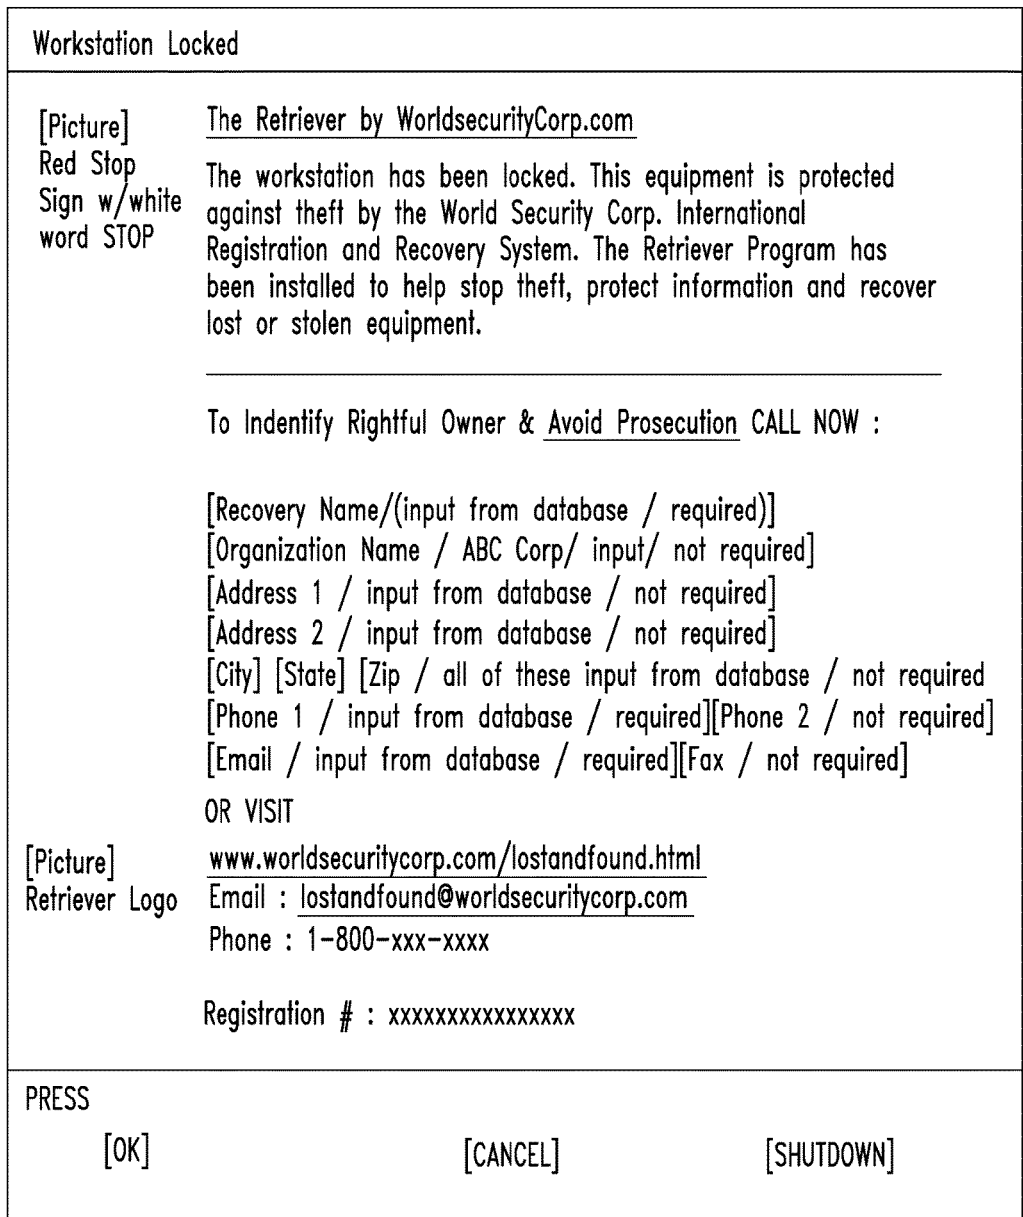 Workstation Locked
[Picture]
Red Stop
Sign w/white
word STOP
The Retriever by WorldsecurityCorp.com
The workstation has been locked. This equipment is protected
against theft by the World Security Corp. International
Registration and Recovery System. The Retriever Program has
been installed to help stop theft, protect information and recover
lost or stolen equipment.
To Indentify Rightful Owner & Avoid Prosecution CALL NOW :
[Recovery Name/(input from database / required)]
[Organization Name / ABC Corp/ input/ not required]
[Address 1 / input from database / not required]
[Address 2 / input from database / not required]
[City] [State] [Zip / all of these input from database / not required
[Phone 1 / input from database / required][Phone 2 / not required]
[Email / input from database / required][Fax / not required]
OR VISIT
[Picture]
Retriever Logo
www.worldsecuritycorp.com/lostandfound.html
Email : lostandfound@worldsecuritycorp.com
Phone : 1-800-xxx-xxxx
Registration # : xxxxxxxxxxxxxxxx
PRESS
[OK] [CANCEL] [SHUTDOWN]